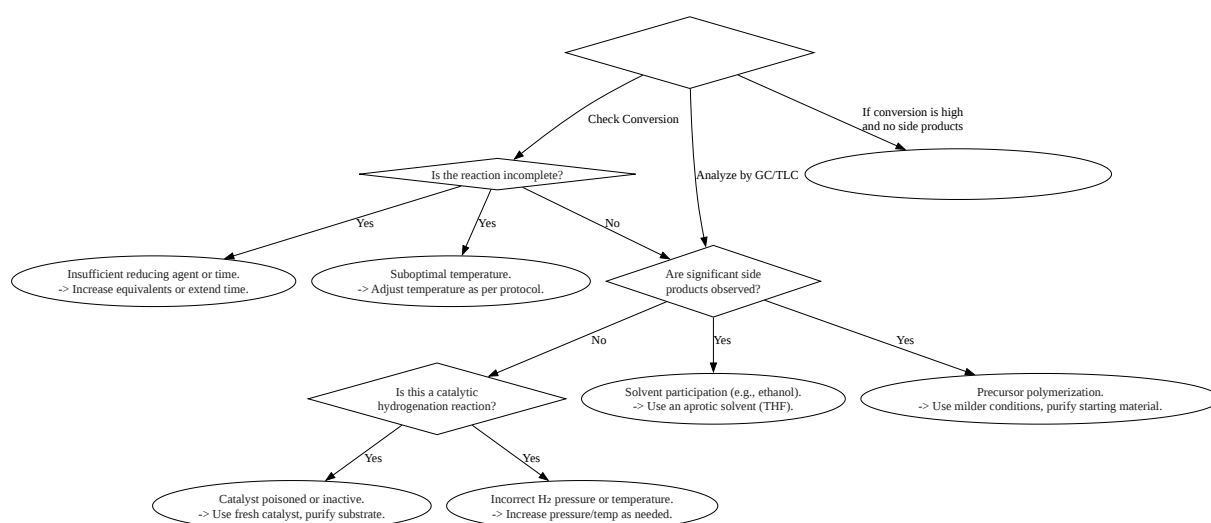 If conversion is high
and no side products
Check Conversion
Is the reaction incomplete?
Analyze by GC/TLC
Yes
Yes
No
Insufficient reducing agent or time.
-> Increase equivalents or extend time.
Suboptimal temperature.
-> Adjust temperature as per protocol.
Are significant side
products observed?
No
Yes
Yes
Is this a catalytic
hydrogenation reaction?
Solvent participation (e.g., ethanol).
-> Use an aprotic solvent (THF).
Precursor polymerization.
-> Use milder conditions, purify starting material.
Yes
Yes
Catalyst poisoned or inactive.
-> Use fresh catalyst, purify substrate.
Incorrect H₂ pressure or temperature.
-> Increase pressure/temp as needed.